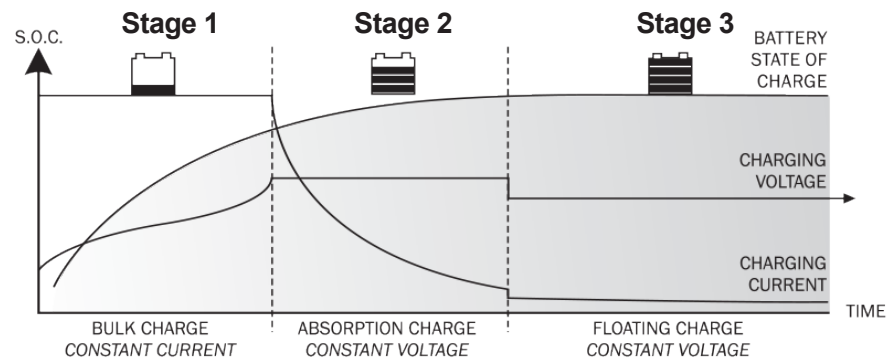 Stage 1
Stage 2
Stage 3
S.O.C.
BATTERY
STATE OF
CHARGE
CHARGING
VOLTAGE
CHARGING
CURRENT
TIME
BULK CHARGE
CONSTANT CURRENT
ABSORPTION CHARGE
CONSTANT VOLTAGE
FLOATING CHARGE
CONSTANT VOLTAGE